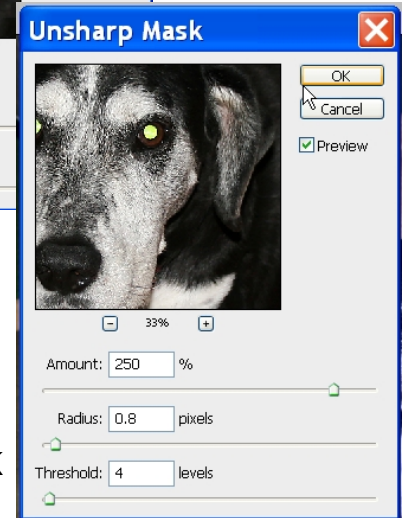 Unsharp Mask
OK
Cancel
Preview
33%
Amount: 250 %
Radius: 0.8 pixels
Threshold: 4 levels